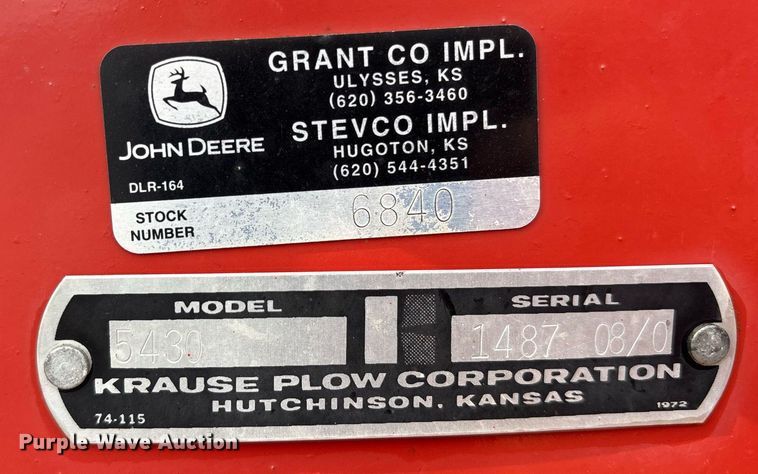 GRANT CO IMPL.
ULYSSES, KS
(620) 356-3460
STEVCO IMPL.
HUGOTON, KS
(620) 544-4351
JOHN DEERE
DLR-164
STOCK NUMBER
6840
MODEL
SERIAL
5430
1487 08/0
KRAUSE PLOW CORPORATION
HUTCHINSON, KANSAS
74-115
1972
Purple Wave Auction